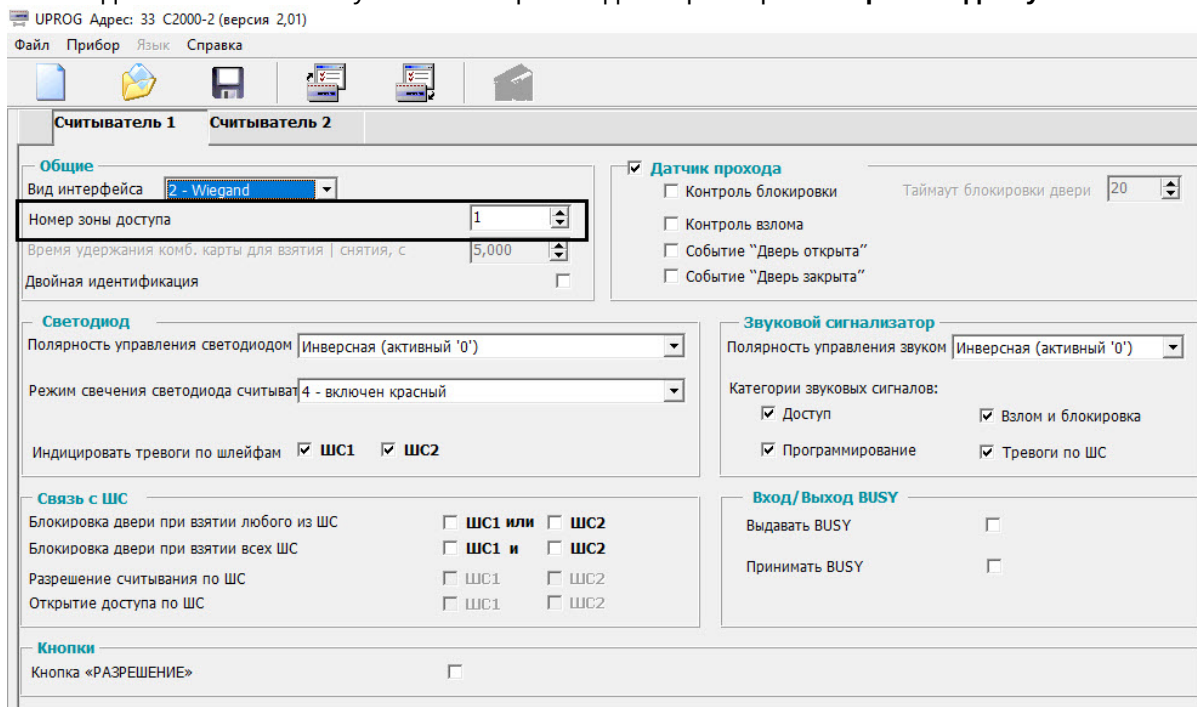 UPROG Адрес: 33 С2000-2 (версия 2,01)
Файл Прибор Язык Справка
Считыватель 1 Считыватель 2
Общие
Вид интерфейса 2 - Wiegand
Номер зоны доступа 1
Время удержания комб. карты для взятия | снятия, с 5,000
Двойная идентификация
Датчик прохода
Контроль блокировки Таймаут блокировки двери 20
Контроль взлома
Событие "Дверь открыта"
Событие "Дверь закрыта"
Светодиод
Полярность управления светодиодом Инверсная (активный '0')
Режим свечения светодиода считыват 4 - включен красный
Индицировать тревоги по шлейфам ШС1 ШС2
Звуковой сигнализатор
Полярность управления звуком Инверсная (активный '0')
Категории звуковых сигналов:
Доступ Взлом и блокировка
Программирование Тревоги по ШС
Связь с ШС
Блокировка двери при взятии любого из ШС ШС1 или ШС2
Блокировка двери при взятии всех ШС ШС1 и ШС2
Разрешение считывания по ШС ШС1 ШС2
Открытие доступа по ШС ШС1 ШС2
Вход/Выход BUSY
Выдавать BUSY
Принимать BUSY
Кнопки
Кнопка «РАЗРЕШЕНИЕ»